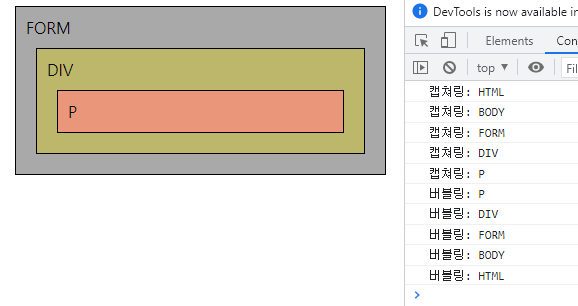 FORM
DIV
P
DevTools is now available in
Elements
Con
top ▼
Fil
캡쳐링: HTML
캡쳐링: BODY
캡쳐링: FORM
캡쳐링: DIV
캡쳐링: P
버블링: P
버블링: DIV
버블링: FORM
버블링: BODY
버블링: HTML
>